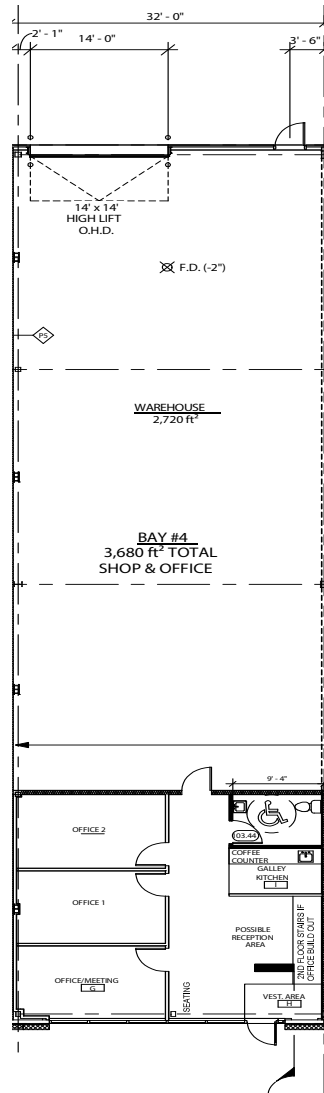 32' - 0"
2' - 1"
14' - 0"
3' - 6"
14' x 14'
HIGH LIFT
O.H.D.
F.D. (-2")
P5
WAREHOUSE
2,720 ft²
BAY #4
3,680 ft² TOTAL
SHOP & OFFICE
9' - 4"
OFFICE 2
03.44
COFFEE
COUNTER
GALLEY
KITCHEN
I
OFFICE 1
POSSIBLE
RECEPTION
AREA
2ND FLOOR STAIRS IF
OFFICE BUILD OUT
OFFICE/MEETING
G
SEATING
VEST. AREA
H